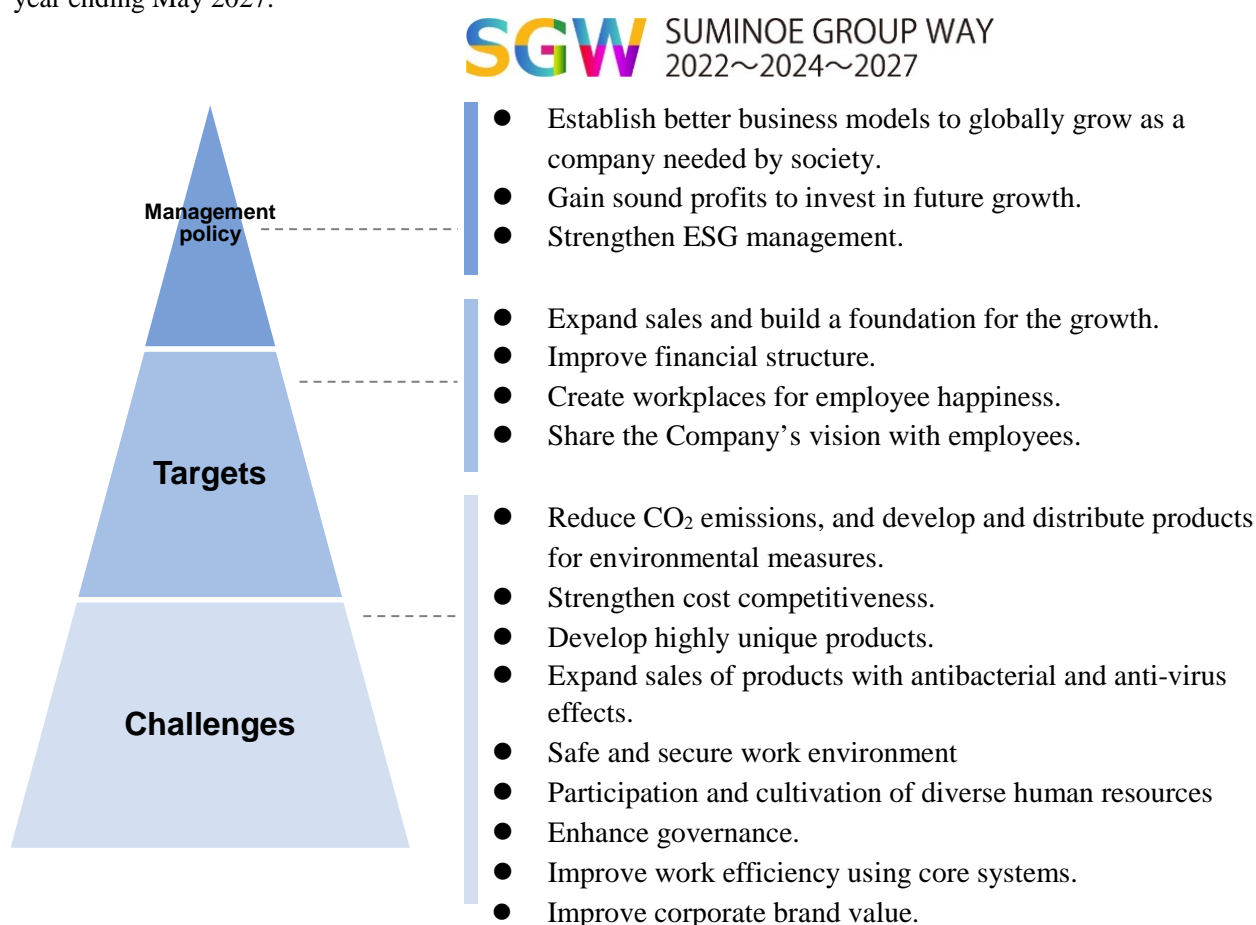 year ending May 2027.
SGW SUMINOE GROUP WAY
2022~2024~2027
● Establish better business models to globally grow as a
company needed by society.
● Gain sound profits to invest in future growth.
● Strengthen ESG management.
Management
policy
● Expand sales and build a foundation for the growth.
● Improve financial structure.
● Create workplaces for employee happiness.
● Share the Company’s vision with employees.
Targets
● Reduce CO₂ emissions, and develop and distribute products
for environmental measures.
● Strengthen cost competitiveness.
● Develop highly unique products.
● Expand sales of products with antibacterial and anti-virus
effects.
● Safe and secure work environment
● Participation and cultivation of diverse human resources
● Enhance governance.
● Improve work efficiency using core systems.
● Improve corporate brand value.
Challenges